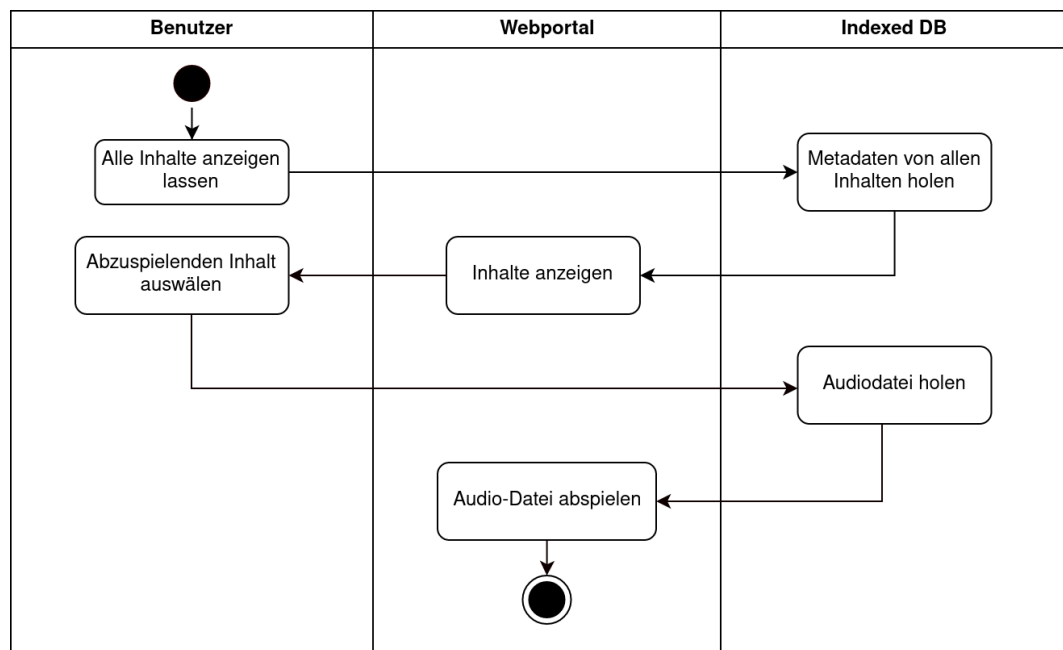 Benutzer
Webportal
Indexed DB
Alle Inhalte anzeigen
lassen
Metadaten von allen
Inhalten holen
Abzuspielenden Inhalt
auswälen
Inhalte anzeigen
Audiodatei holen
Audio-Datei abspielen